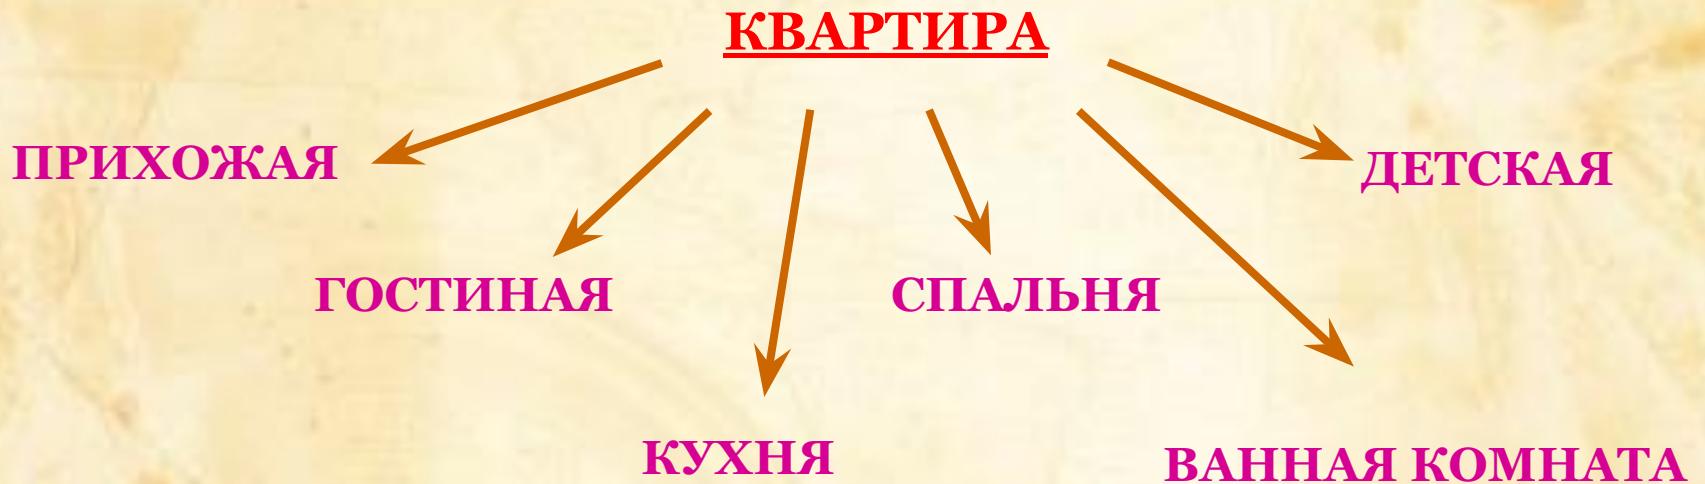 КВАРТИРА
ПРИХОЖАЯ
ДЕТСКАЯ
ГОСТИНАЯ
СПАЛЬНЯ
КУХНЯ
ВАННАЯ КОМНАТА